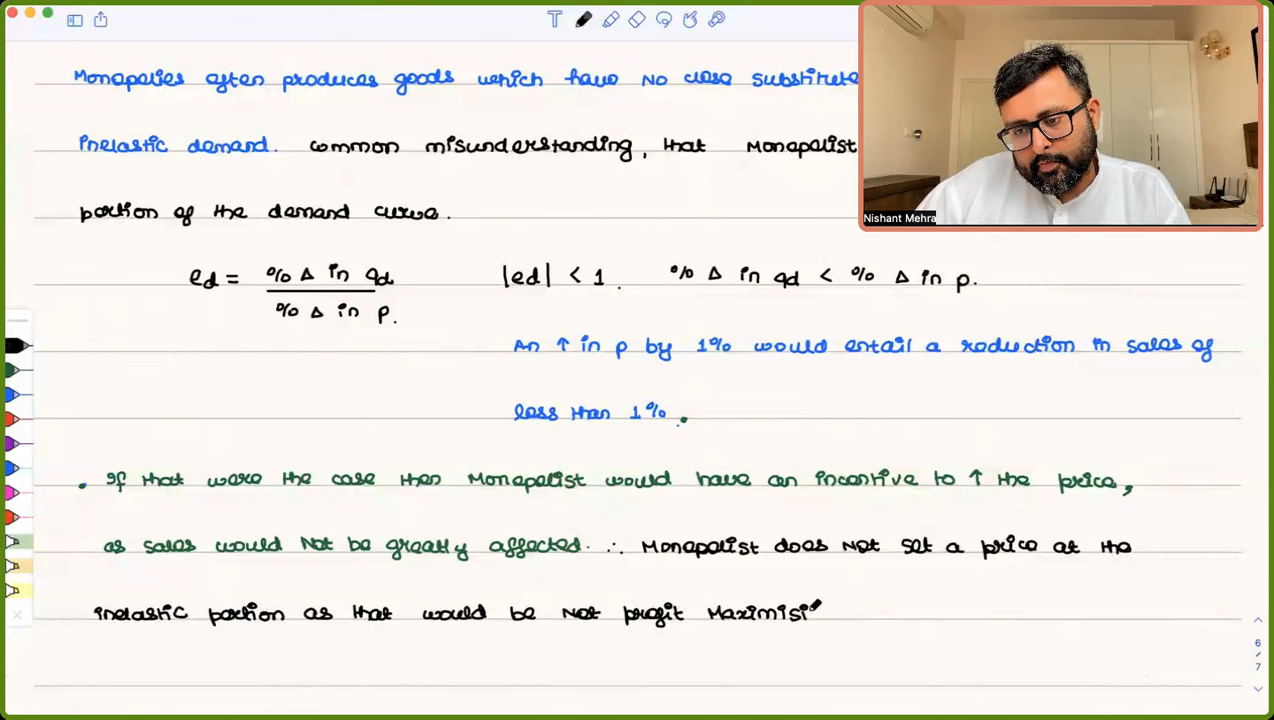 Monopolies often produces goods which have no close substitute
inelastic demand. common misunderstanding, that Monopolist
portion of the demand curve.
ed = % Δ in qd / % Δ in p. |ed| < 1. % Δ in qd < % Δ in p.
An ↑ in p by 1% would entail a reduction in sales of
less than 1%.
. If that were the case then Monopolist would have an incentive to ↑ the price,
as sales would Not be greatly affected. ∴ Monopolist does Not set a price at the
inelastic portion as that would be Not profit Maximisi
Nishant Mehra
6
/
7